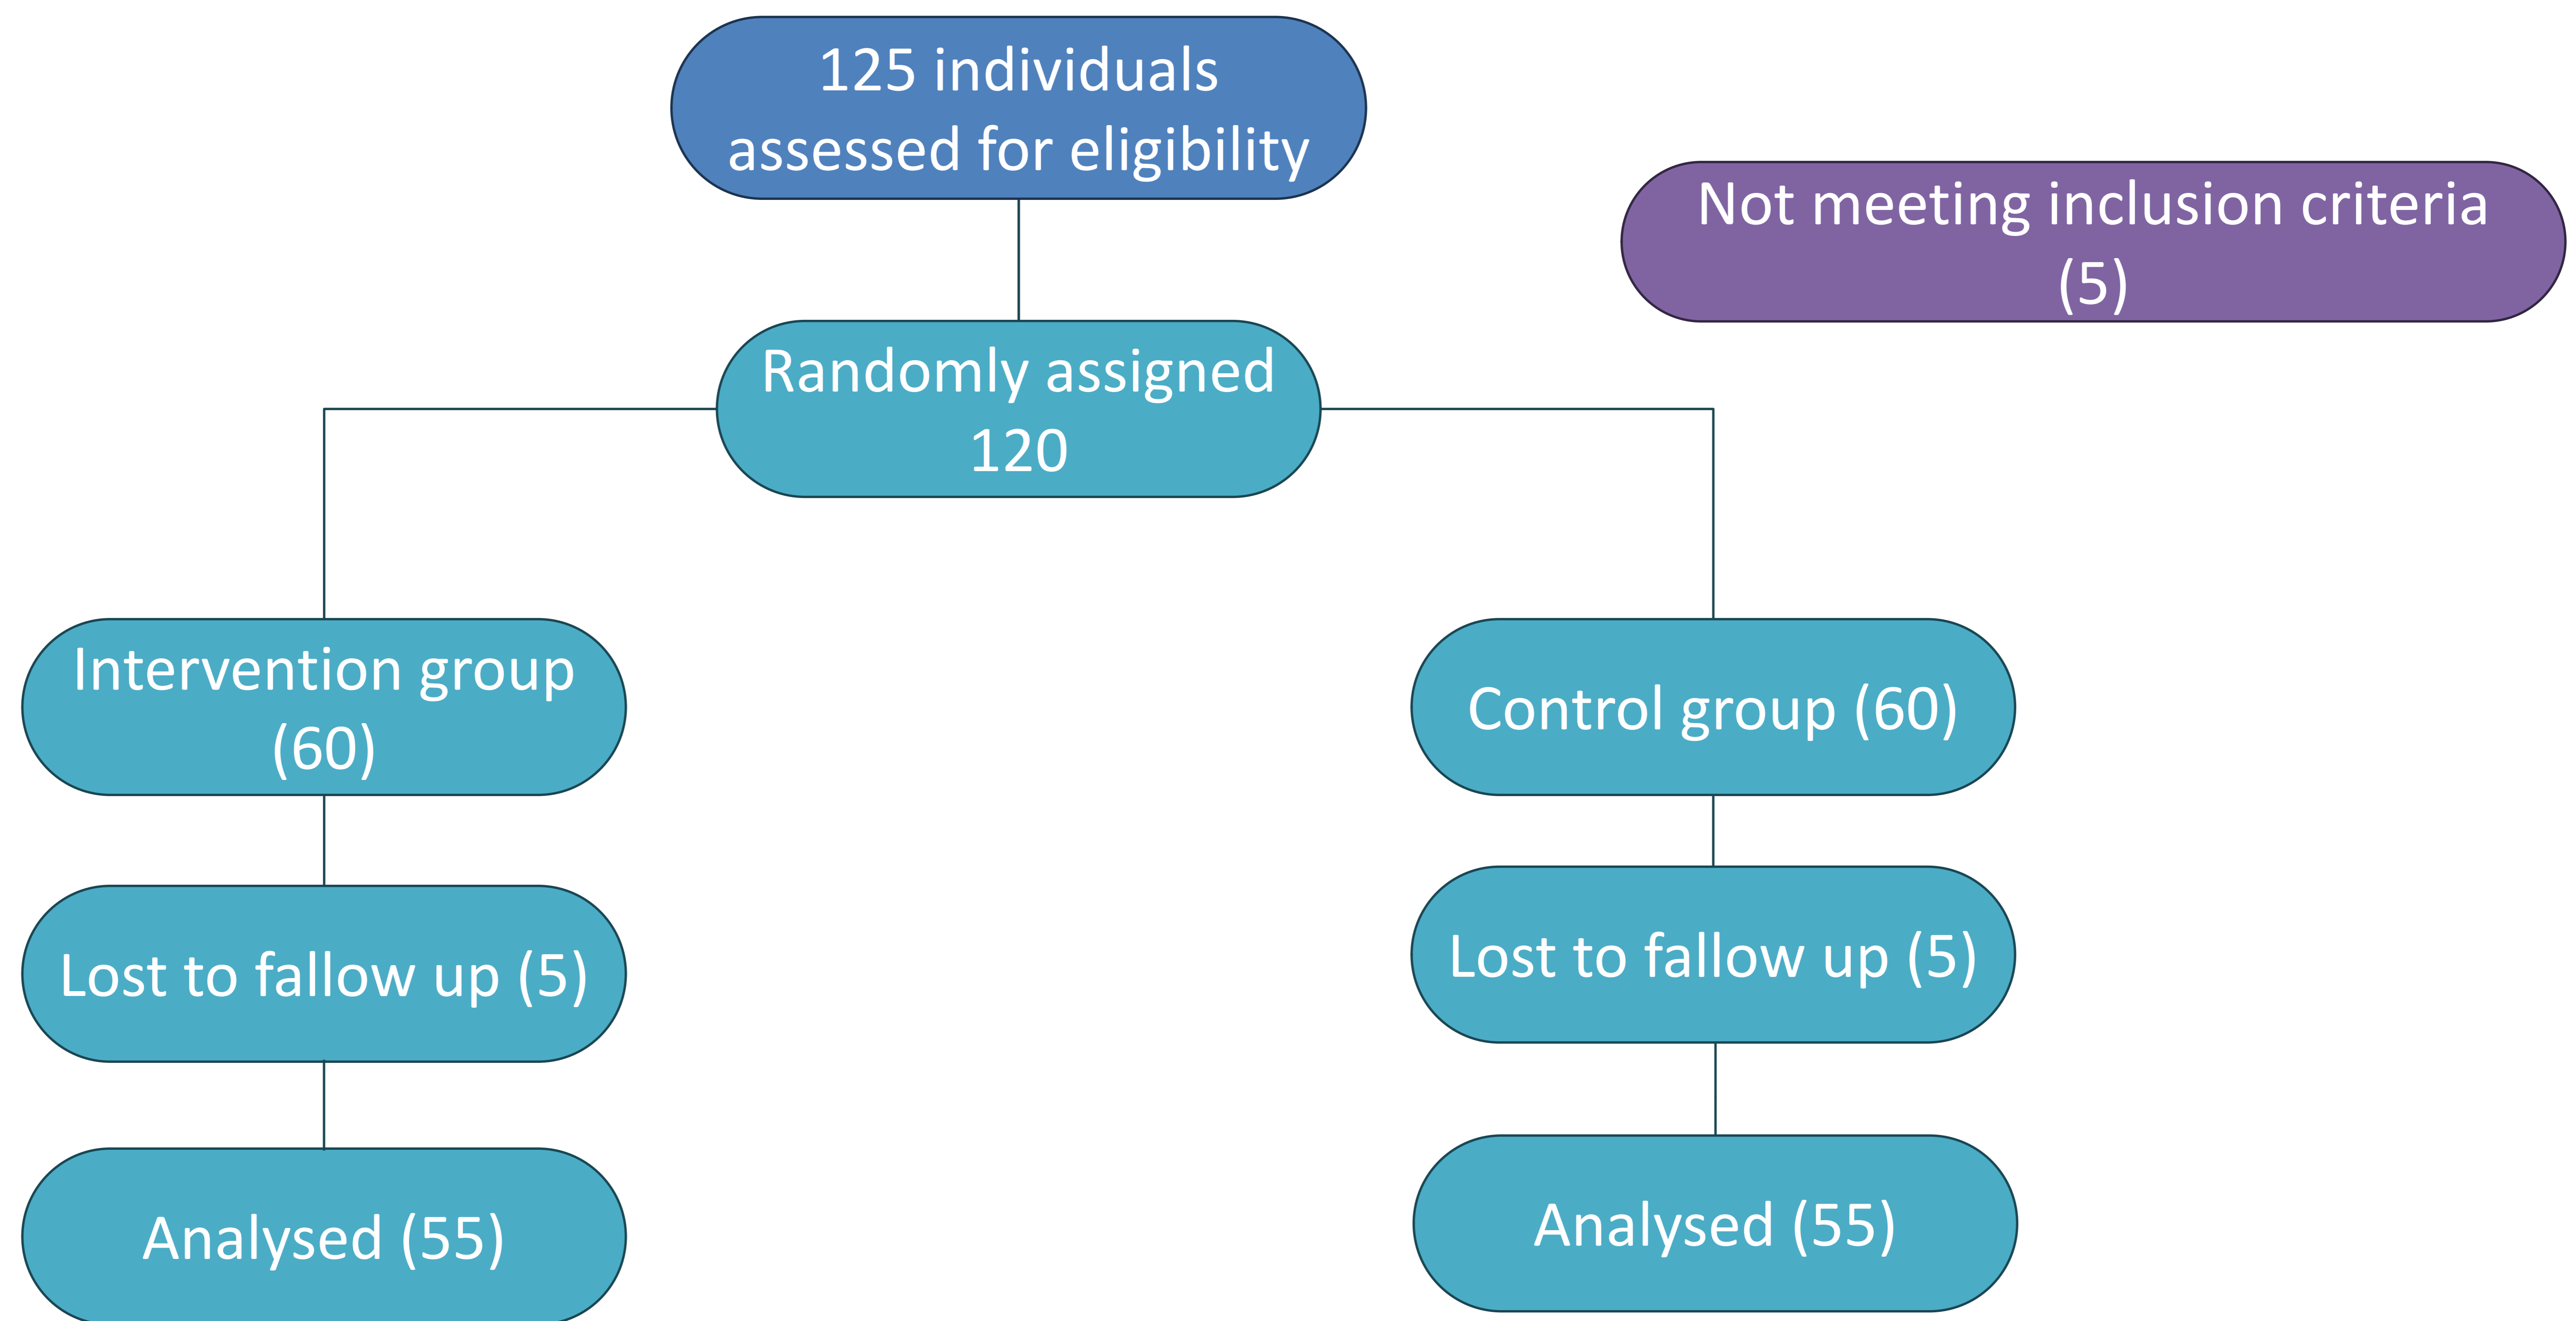 125 individuals
assessed for eligibility
Not meeting inclusion criteria
(5)
Randomly assigned
120
Intervention group
(60)
Control group (60)
Lost to fallow up (5)
Lost to fallow up (5)
Analysed (55)
Analysed (55)